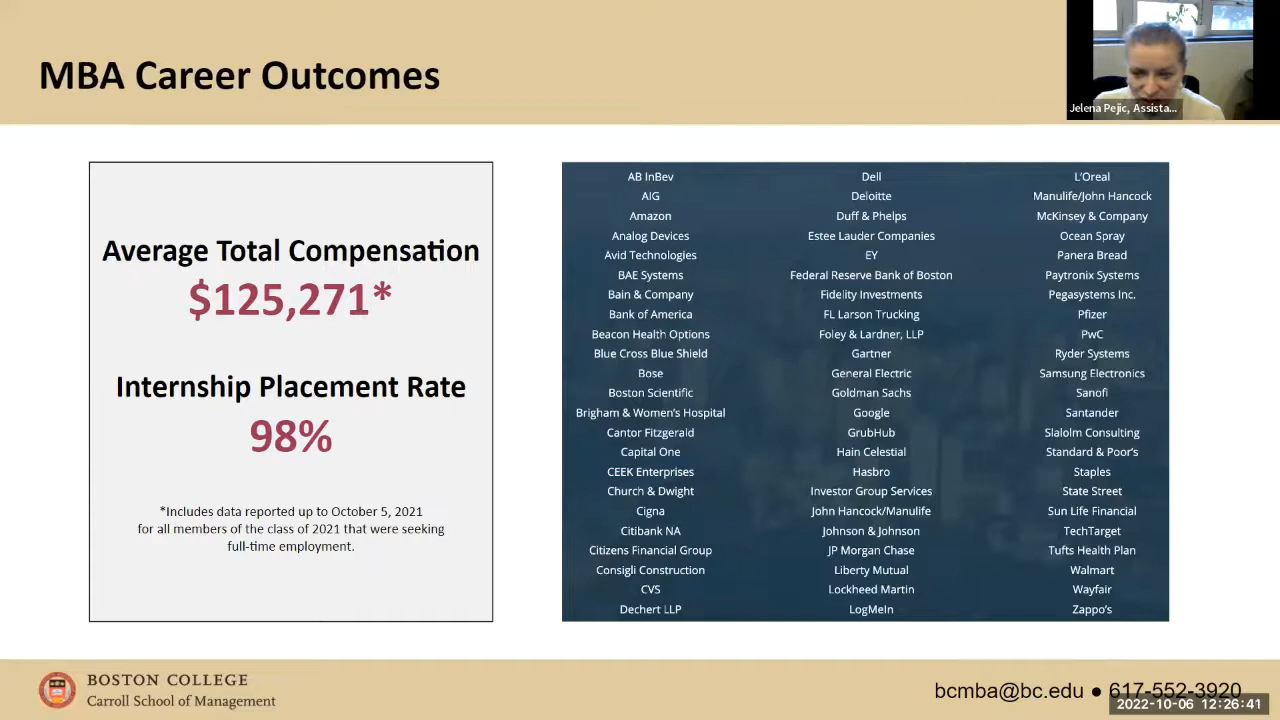 MBA Career Outcomes
Jelena Pejic, Assista...
Average Total Compensation
$125,271*
Internship Placement Rate
98%
*Includes data reported up to October 5, 2021
for all members of the class of 2021 that were seeking
full-time employment.
AB InBev
AIG
Amazon
Analog Devices
Avid Technologies
BAE Systems
Bain & Company
Bank of America
Beacon Health Options
Blue Cross Blue Shield
Bose
Boston Scientific
Brigham & Women's Hospital
Cantor Fitzgerald
Capital One
CEEK Enterprises
Church & Dwight
Cigna
Citibank NA
Citizens Financial Group
Consigli Construction
CVS
Dechert LLP
Dell
Deloitte
Duff & Phelps
Estee Lauder Companies
EY
Federal Reserve Bank of Boston
Fidelity Investments
FL Larson Trucking
Foley & Lardner, LLP
Gartner
General Electric
Goldman Sachs
Google
GrubHub
Hain Celestial
Hasbro
Investor Group Services
John Hancock/Manulife
Johnson & Johnson
JP Morgan Chase
Liberty Mutual
Lockheed Martin
LogMeIn
L'Oreal
Manulife/John Hancock
McKinsey & Company
Ocean Spray
Panera Bread
Paytronix Systems
Pegasystems Inc.
Pfizer
PwC
Ryder Systems
Samsung Electronics
Sanofi
Santander
Slalolm Consulting
Standard & Poor's
Staples
State Street
Sun Life Financial
TechTarget
Tufts Health Plan
Walmart
Wayfair
Zappo's
BOSTON COLLEGE
Carroll School of Management
bcmba@bc.edu ● 617-552-3920
2022-10-06 12:26:41